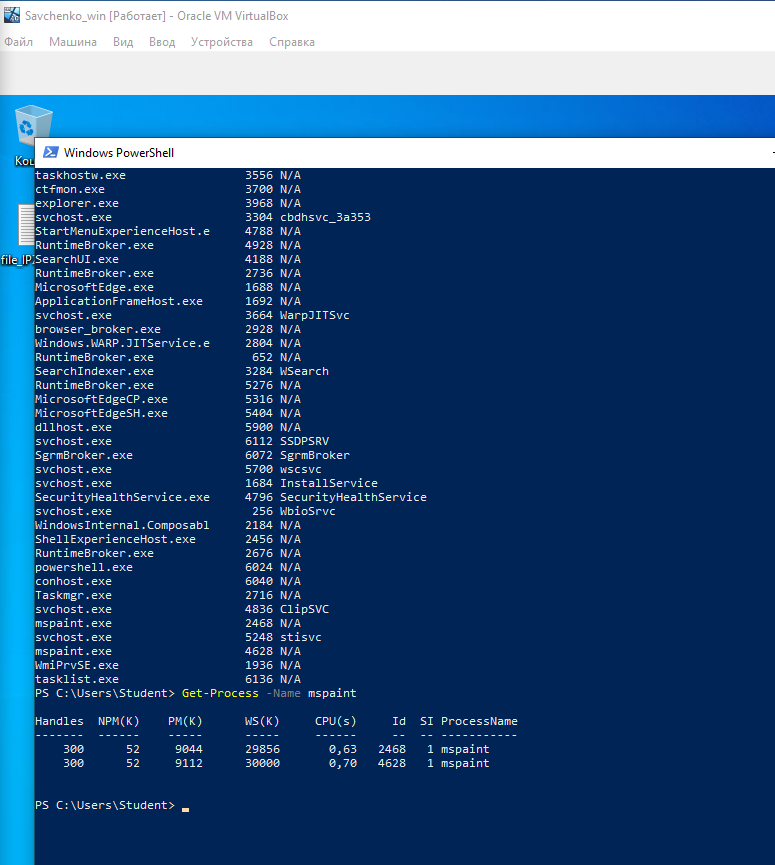 Savchenko_win [Работает] - Oracle VM VirtualBox
Файл Машина Вид Ввод Устройства Справка
Windows PowerShell
taskhostw.exe 3556 N/A
ctfmon.exe 3700 N/A
explorer.exe 3968 N/A
svchost.exe 3304 cbdhsvc_3a353
StartMenuExperienceHost.e 4788 N/A
RuntimeBroker.exe 4928 N/A
SearchUI.exe 4188 N/A
RuntimeBroker.exe 2736 N/A
MicrosoftEdge.exe 1688 N/A
ApplicationFrameHost.exe 1692 N/A
svchost.exe 3664 WarpJITSvc
browser_broker.exe 2928 N/A
Windows.WARP.JITService.e 2804 N/A
RuntimeBroker.exe 652 N/A
SearchIndexer.exe 3284 WSearch
RuntimeBroker.exe 5276 N/A
MicrosoftEdgeCP.exe 5316 N/A
MicrosoftEdgeSH.exe 5404 N/A
dllhost.exe 5900 N/A
svchost.exe 6112 SSDPSRV
SgrmBroker.exe 6072 SgrmBroker
svchost.exe 5700 wscsvc
svchost.exe 1684 InstallService
SecurityHealthService.exe 4796 SecurityHealthService
svchost.exe 256 WbioSrvc
WindowsInternal.Composabl 2184 N/A
ShellExperienceHost.exe 2456 N/A
RuntimeBroker.exe 2676 N/A
powershell.exe 6024 N/A
conhost.exe 6040 N/A
Taskmgr.exe 2716 N/A
svchost.exe 4836 ClipSVC
mspaint.exe 2468 N/A
svchost.exe 5248 stisvc
mspaint.exe 4628 N/A
WmiPrvSE.exe 1936 N/A
tasklist.exe 6136 N/A
PS C:\Users\Student> Get-Process -Name mspaint
Handles NPM(K) PM(K) WS(K) CPU(s) Id SI ProcessName
------- ------ ----- ----- ------ -- -- -----------
300 52 9044 29856 0,63 2468 1 mspaint
300 52 9112 30000 0,70 4628 1 mspaint
PS C:\Users\Student>